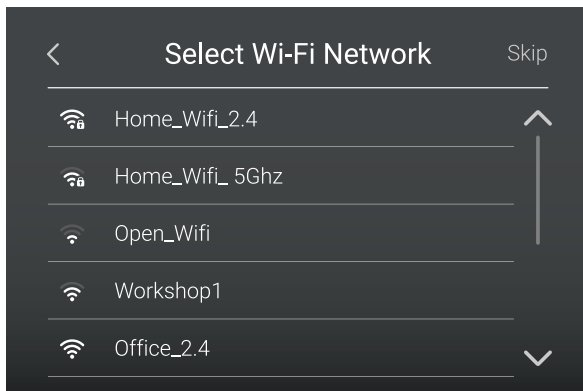 Select Wi-Fi Network Skip
Home_Wifi_2.4
Home_Wifi_ 5Ghz
Open_Wifi
Workshop1
Office_2.4